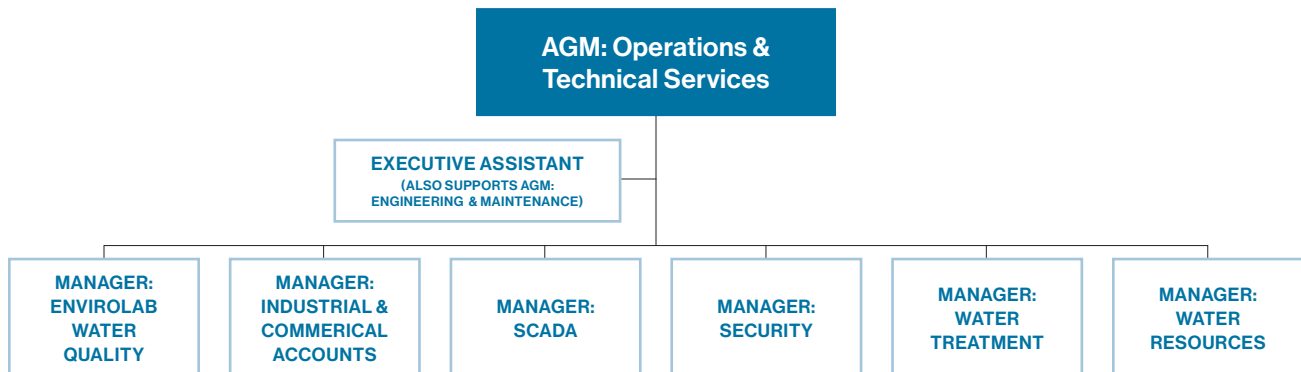 AGM: Operations &
Technical Services
EXECUTIVE ASSISTANT
(ALSO SUPPORTS AGM:
ENGINEERING & MAINTENANCE)
MANAGER:
ENVIROLAB
WATER
QUALITY
MANAGER:
INDUSTRIAL &
COMMERICAL
ACCOUNTS
MANAGER:
SCADA
MANAGER:
SECURITY
MANAGER:
WATER
TREATMENT
MANAGER:
WATER
RESOURCES